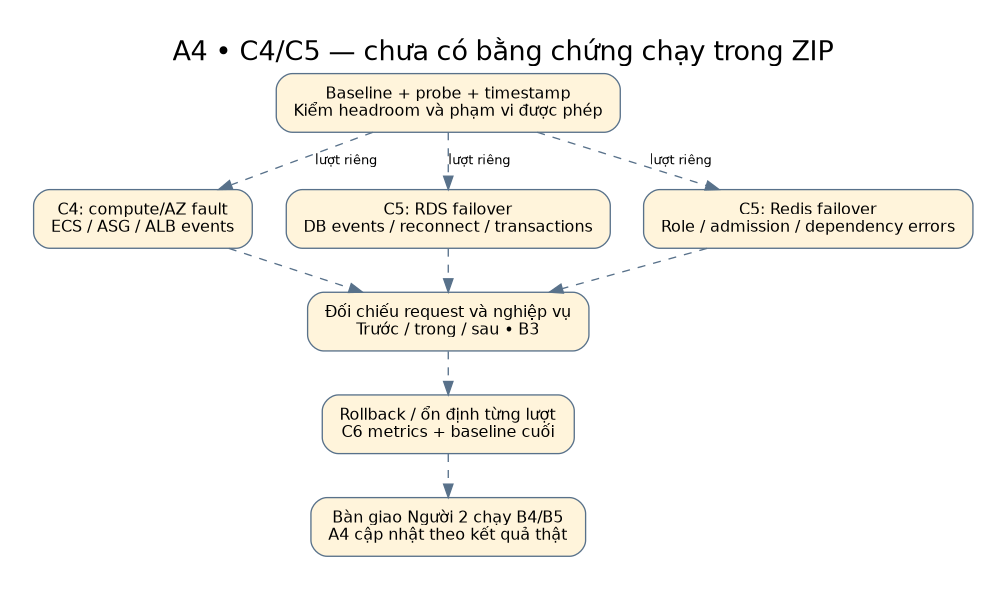 A4 • C4/C5 — chưa có bằng chứng chạy trong ZIP
Baseline + probe + timestamp
Kiểm headroom và phạm vi được phép
lượt riêng
lượt riêng
lượt riêng
C4: compute/AZ fault
ECS / ASG / ALB events
C5: RDS failover
DB events / reconnect / transactions
C5: Redis failover
Role / admission / dependency errors
Đối chiếu request và nghiệp vụ
Trước / trong / sau • B3
Rollback / ổn định từng lượt
C6 metrics + baseline cuối
Bàn giao Người 2 chạy B4/B5
A4 cập nhật theo kết quả thật